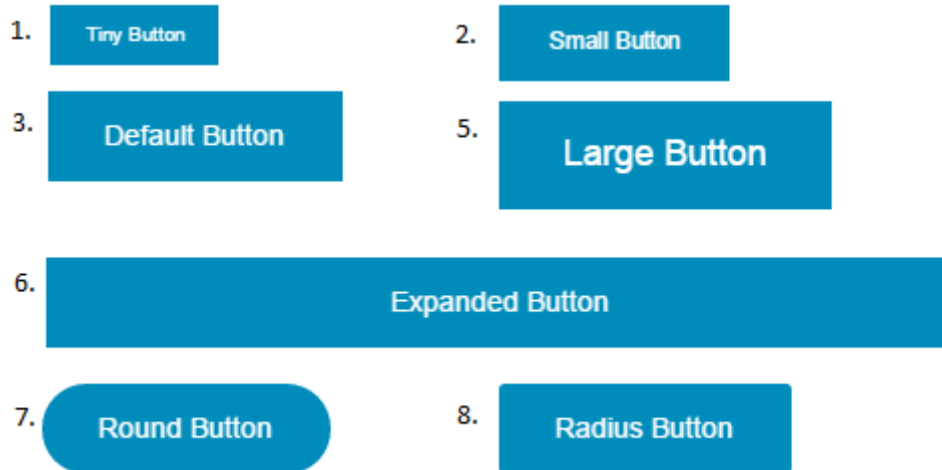 1. Tiny Button
2. Small Button
3. Default Button
5. Large Button
6. Expanded Button
7. Round Button
8. Radius Button